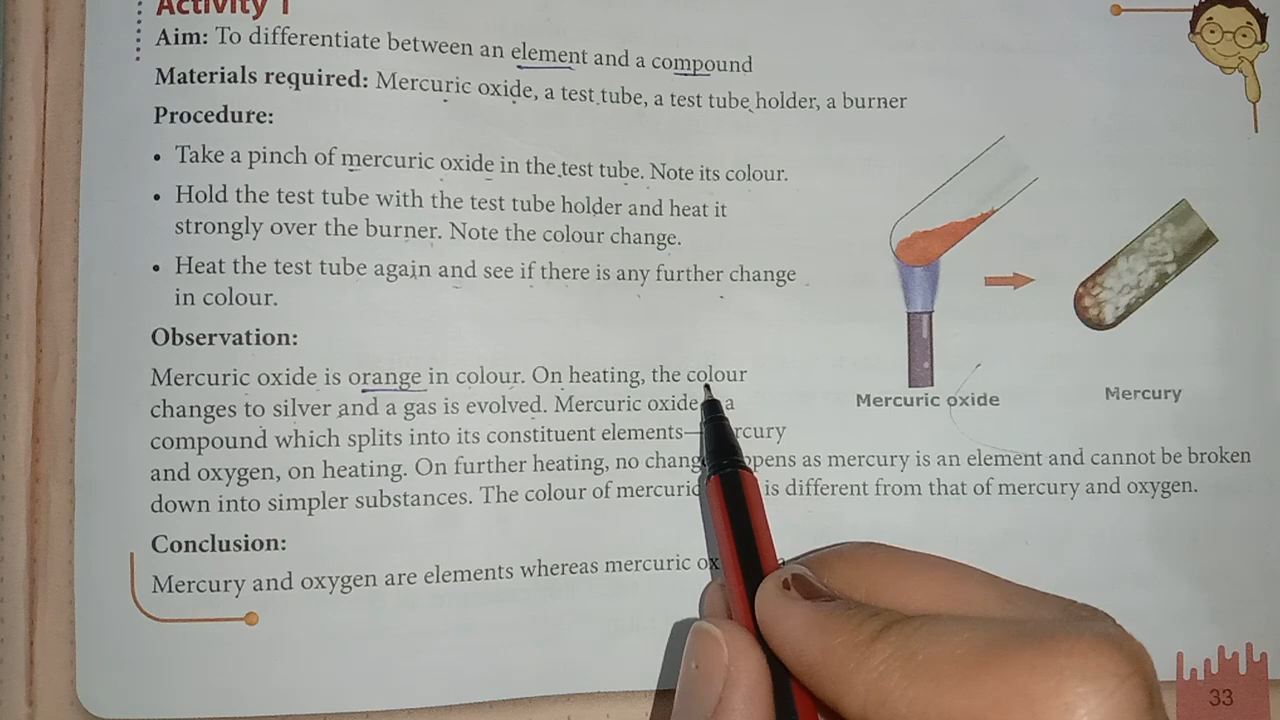 Activity 1
Aim: To differentiate between an element and a compound
Materials required: Mercuric oxide, a test tube, a test tube holder, a burner
Procedure:
• Take a pinch of mercuric oxide in the test tube. Note its colour.
• Hold the test tube with the test tube holder and heat it
strongly over the burner. Note the colour change.
• Heat the test tube again and see if there is any further change
in colour.
Observation:
Mercuric oxide is orange in colour. On heating, the colour
changes to silver and a gas is evolved. Mercuric oxide a
compound which splits into its constituent elements—
and oxygen, on heating. On further heating, no as mercury is an element and cannot be broken
down into simpler substances. The colour of is different from that of mercury and oxygen.
Conclusion:
Mercury and oxygen are elements whereas mercuric
Mercuric oxide
Mercury
33